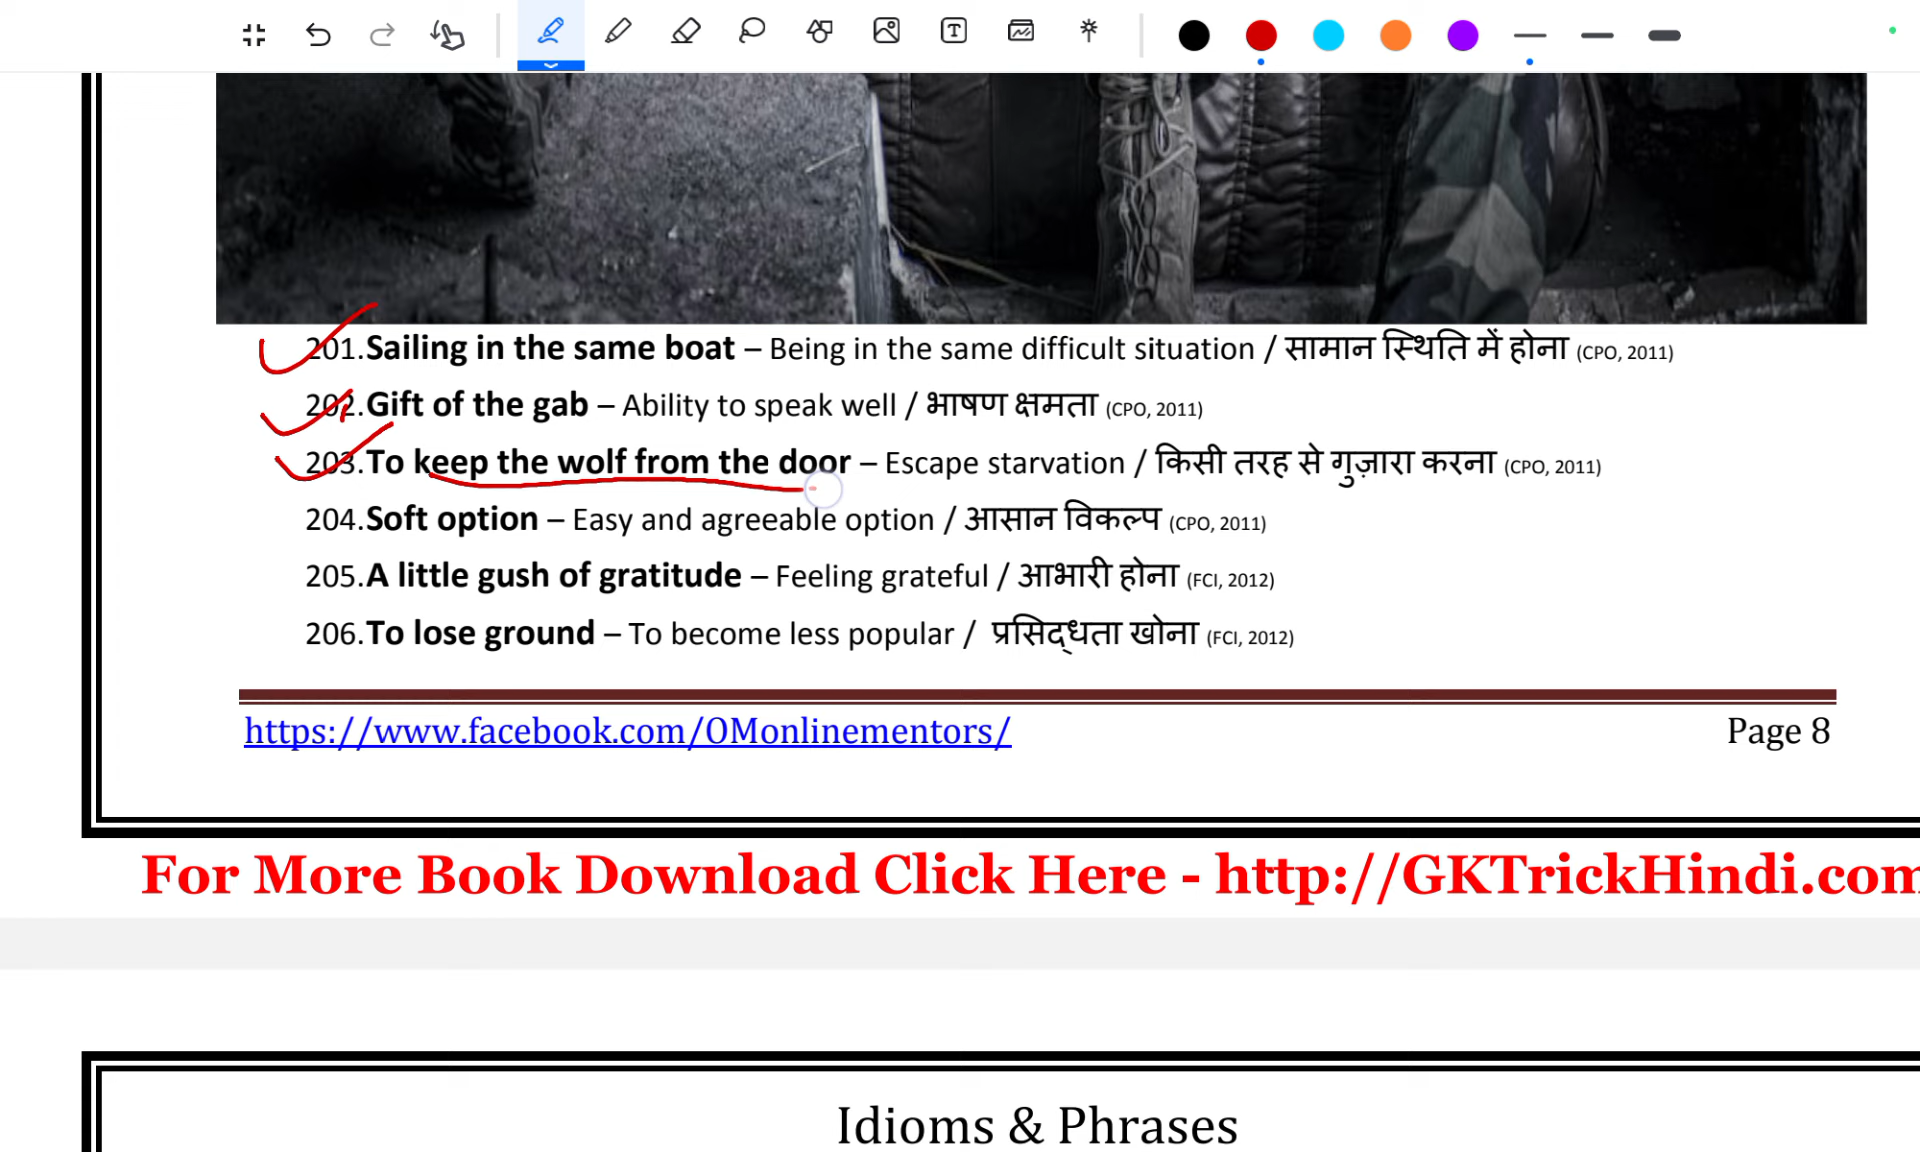 201.Sailing in the same boat – Being in the same difficult situation / सामान स्थिति में होना (CPO, 2011)
202.Gift of the gab – Ability to speak well / भाषण क्षमता (CPO, 2011)
203.To keep the wolf from the door – Escape starvation / किसी तरह से गुज़ारा करना (CPO, 2011)
204.Soft option – Easy and agreeable option / आसान विकल्प (CPO, 2011)
205.A little gush of gratitude – Feeling grateful / आभारी होना (FCI, 2012)
206.To lose ground – To become less popular / प्रसिद्धता खोना (FCI, 2012)
https://www.facebook.com/OMonlinementors/ Page 8
For More Book Download Click Here - http://GKTrickHindi.com
Idioms & Phrases